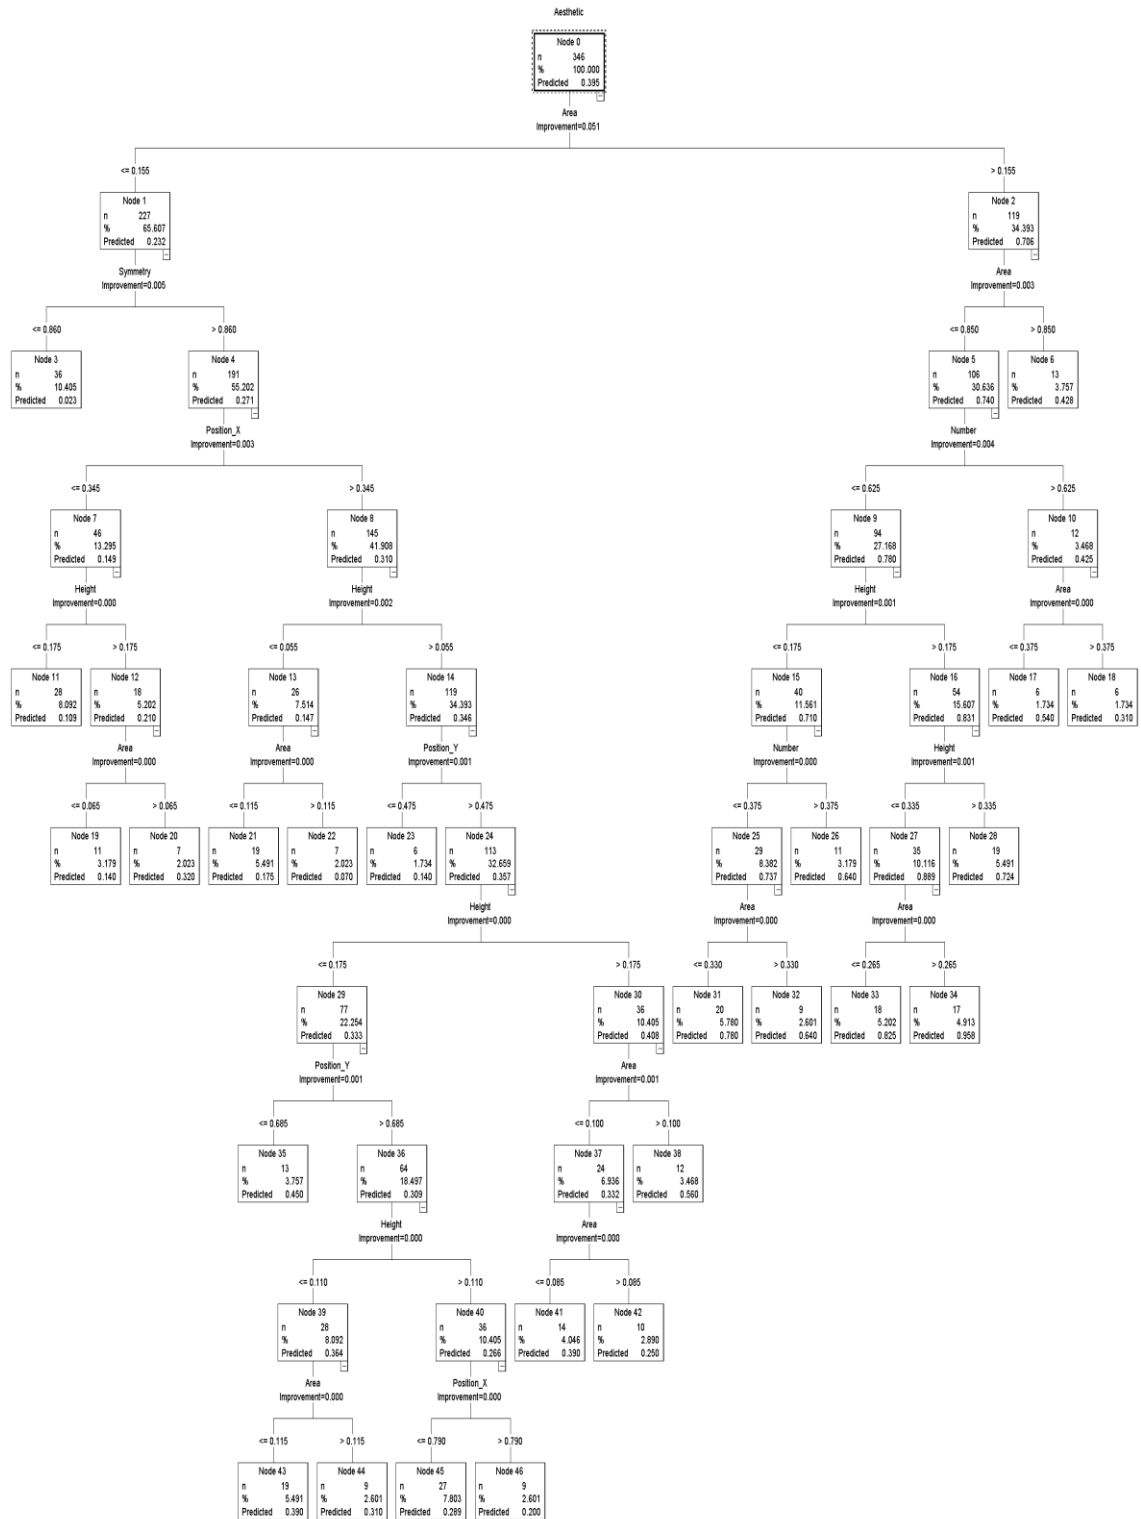 Aesthetic
Node 0
n 346
% 100.000
Predicted 0.395
Area
Improvement=0.051
<= 0.155
> 0.155
Node 1
n 227
% 65.607
Predicted 0.232
Node 2
n 119
% 34.393
Predicted 0.706
Symmetry
Improvement=0.005
Area
Improvement=0.003
<= 0.860
> 0.860
<= 0.850
> 0.850
Node 3
n 36
% 10.405
Predicted 0.023
Node 4
n 191
% 55.202
Predicted 0.271
Node 5
n 106
% 30.636
Predicted 0.740
Node 6
n 13
% 3.757
Predicted 0.428
Position_X
Improvement=0.003
Number
Improvement=0.004
<= 0.345
> 0.345
<= 0.625
> 0.625
Node 7
n 46
% 13.295
Predicted 0.149
Node 8
n 145
% 41.908
Predicted 0.310
Node 9
n 94
% 27.168
Predicted 0.780
Node 10
n 12
% 3.468
Predicted 0.425
Height
Improvement=0.000
Height
Improvement=0.002
Height
Improvement=0.001
Area
Improvement=0.000
<= 0.175
> 0.175
<= 0.055
> 0.055
<= 0.175
> 0.175
<= 0.375
> 0.375
Node 11
n 28
% 8.092
Predicted 0.109
Node 12
n 18
% 5.202
Predicted 0.210
Node 13
n 26
% 7.514
Predicted 0.147
Node 14
n 119
% 34.393
Predicted 0.346
Node 15
n 40
% 11.561
Predicted 0.710
Node 16
n 54
% 15.607
Predicted 0.831
Node 17
n 6
% 1.734
Predicted 0.540
Node 18
n 6
% 1.734
Predicted 0.310
Area
Improvement=0.000
Area
Improvement=0.000
Position_Y
Improvement=0.001
Number
Improvement=0.000
Height
Improvement=0.001
<= 0.065
> 0.065
<= 0.115
> 0.115
<= 0.475
> 0.475
<= 0.375
> 0.375
<= 0.335
> 0.335
Node 19
n 11
% 3.179
Predicted 0.140
Node 20
n 7
% 2.023
Predicted 0.320
Node 21
n 19
% 5.491
Predicted 0.175
Node 22
n 7
% 2.023
Predicted 0.070
Node 23
n 6
% 1.734
Predicted 0.140
Node 24
n 113
% 32.659
Predicted 0.357
Node 25
n 29
% 8.382
Predicted 0.737
Node 26
n 11
% 3.179
Predicted 0.640
Node 27
n 35
% 10.116
Predicted 0.889
Node 28
n 19
% 5.491
Predicted 0.724
Height
Improvement=0.000
Area
Improvement=0.000
Area
Improvement=0.000
<= 0.175
> 0.175
<= 0.330
> 0.330
<= 0.265
> 0.265
Node 29
n 77
% 22.254
Predicted 0.333
Node 30
n 36
% 10.405
Predicted 0.408
Node 31
n 20
% 5.780
Predicted 0.780
Node 32
n 9
% 2.601
Predicted 0.640
Node 33
n 18
% 5.202
Predicted 0.825
Node 34
n 17
% 4.913
Predicted 0.958
Position_Y
Improvement=0.001
Area
Improvement=0.001
<= 0.685
> 0.685
<= 0.100
> 0.100
Node 35
n 13
% 3.757
Predicted 0.450
Node 36
n 64
% 18.497
Predicted 0.309
Node 37
n 24
% 6.936
Predicted 0.332
Node 38
n 12
% 3.468
Predicted 0.560
Height
Improvement=0.000
Area
Improvement=0.000
<= 0.110
> 0.110
<= 0.085
> 0.085
Node 39
n 28
% 8.092
Predicted 0.364
Node 40
n 36
% 10.405
Predicted 0.266
Node 41
n 14
% 4.046
Predicted 0.390
Node 42
n 10
% 2.890
Predicted 0.250
Area
Improvement=0.000
Position_X
Improvement=0.000
<= 0.115
> 0.115
<= 0.790
> 0.790
Node 43
n 19
% 5.491
Predicted 0.390
Node 44
n 9
% 2.601
Predicted 0.310
Node 45
n 27
% 7.803
Predicted 0.289
Node 46
n 9
% 2.601
Predicted 0.200